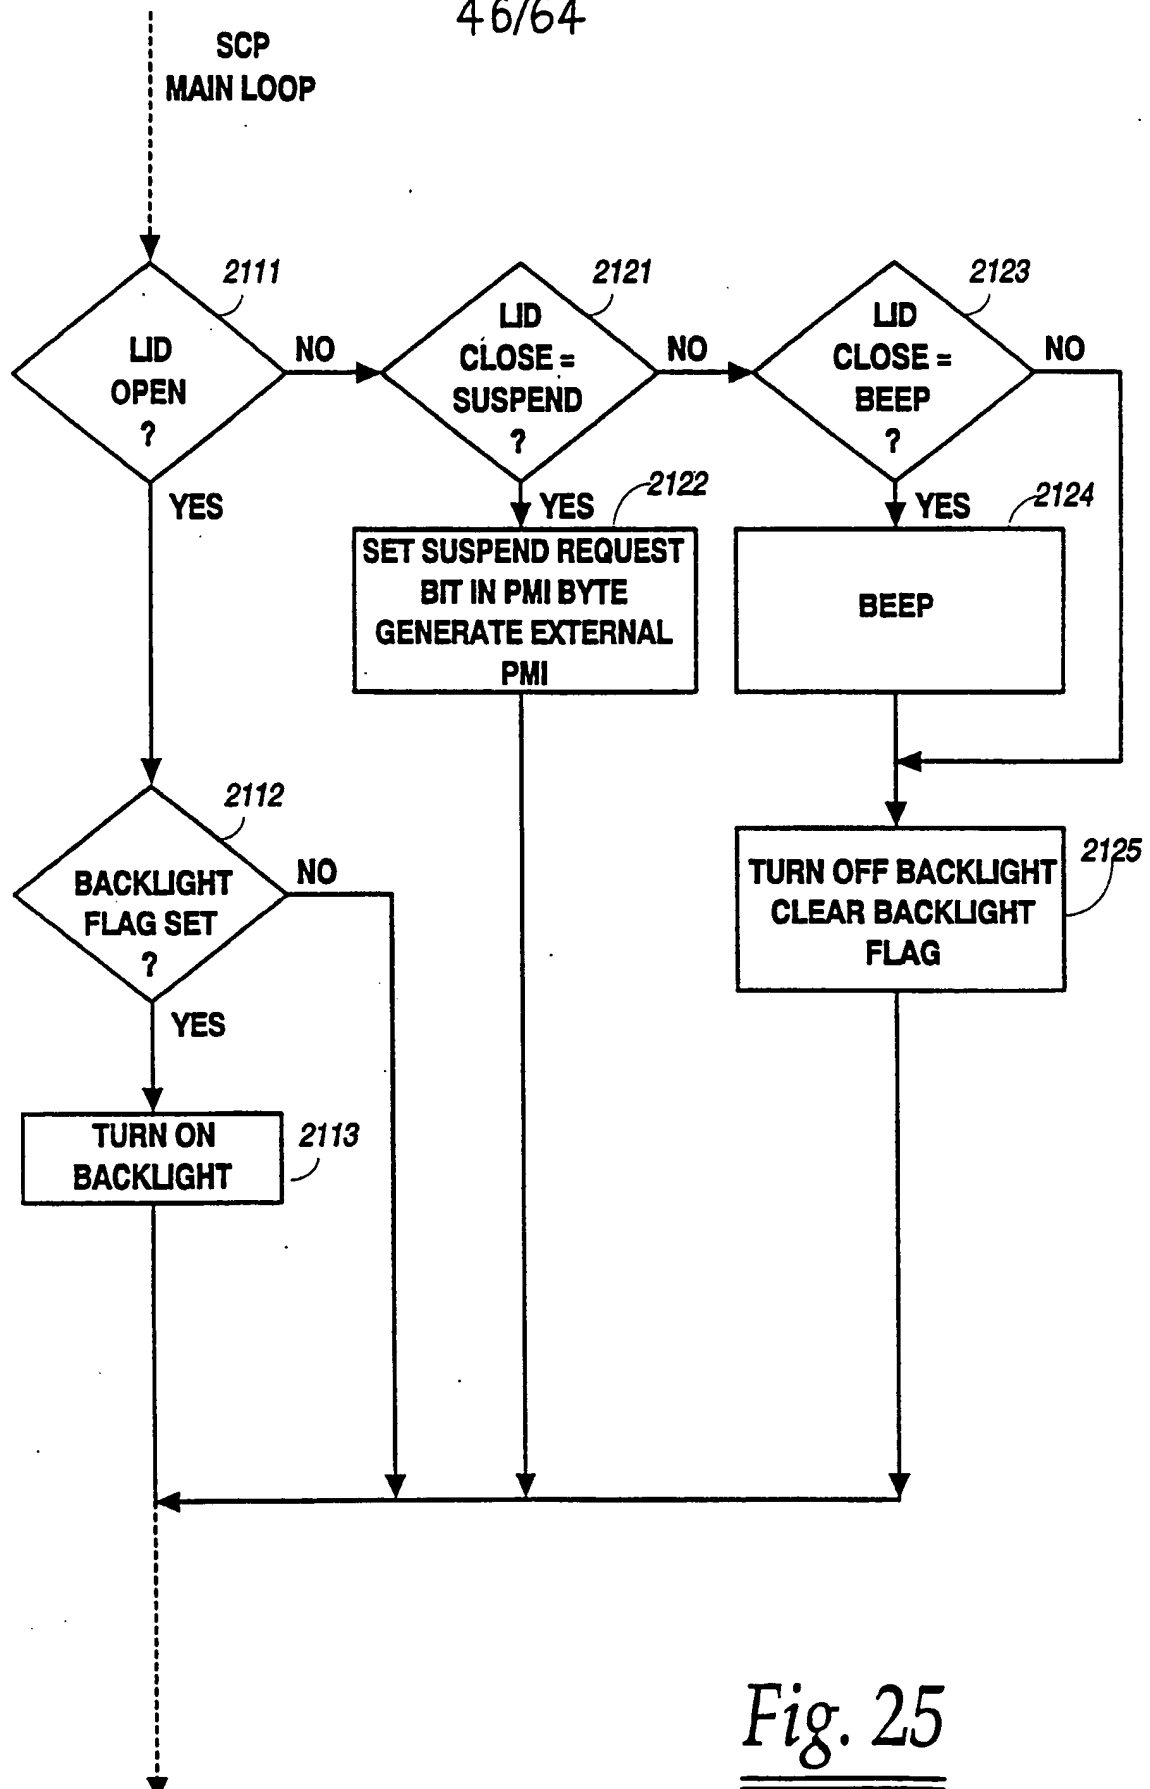 46/64
SCP
MAIN LOOP
2111
LID
OPEN
?
NO
YES
2121
LID
CLOSE =
SUSPEND
?
NO
YES
2123
LID
CLOSE =
BEEP
?
NO
YES
2122
SET SUSPEND REQUEST
BIT IN PMI BYTE
GENERATE EXTERNAL
PMI
2124
BEEP
2112
BACKLIGHT
FLAG SET
?
NO
YES
2125
TURN OFF BACKLIGHT
CLEAR BACKLIGHT
FLAG
2113
TURN ON
BACKLIGHT
Fig. 25